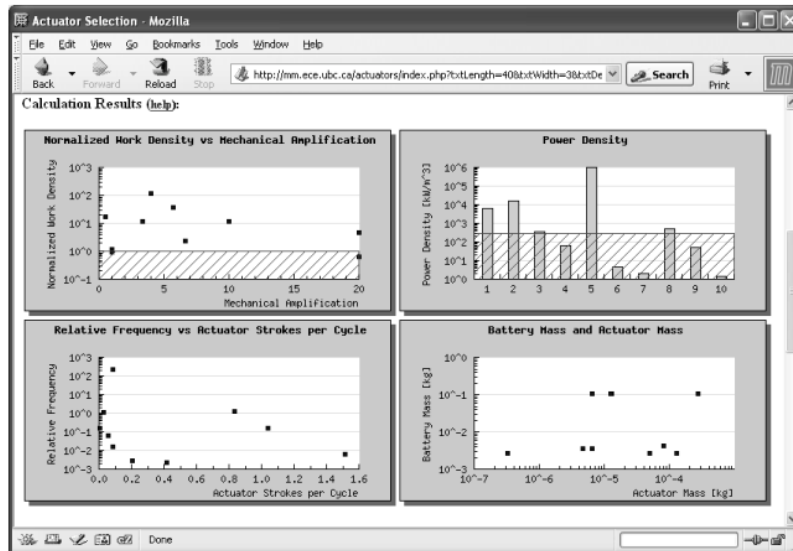 Actuator Selection - Mozilla
File Edit View Go Bookmarks Tools Window Help
Back Forward Reload Stop http://mm.ece.ubc.ca/actuators/index.php?txtLength=40&txtWidth=3&txtDe Search Print
Calculation Results (help):
Normalized Work Density vs Mechanical Amplification
Normalized Work Density
10^3
10^2
10^1
10^0
10^-1
0 5 10 15 20
Mechanical Amplification
Power Density
Power Density [kW/m^3]
10^6
10^5
10^4
10^3
10^2
10^1
10^0
1 2 3 4 5 6 7 8 9 10
Relative Frequency vs Actuator Strokes per Cycle
Relative Frequency
10^3
10^2
10^1
10^0
10^-1
10^-2
10^-3
0.0 0.2 0.4 0.6 0.8 1.0 1.2 1.4 1.6
Actuator Strokes per Cycle
Battery Mass and Actuator Mass
Battery Mass [kg]
10^0
10^-1
10^-2
10^-3
10^-7 10^-6 10^-5 10^-4
Actuator Mass [kg]
Done